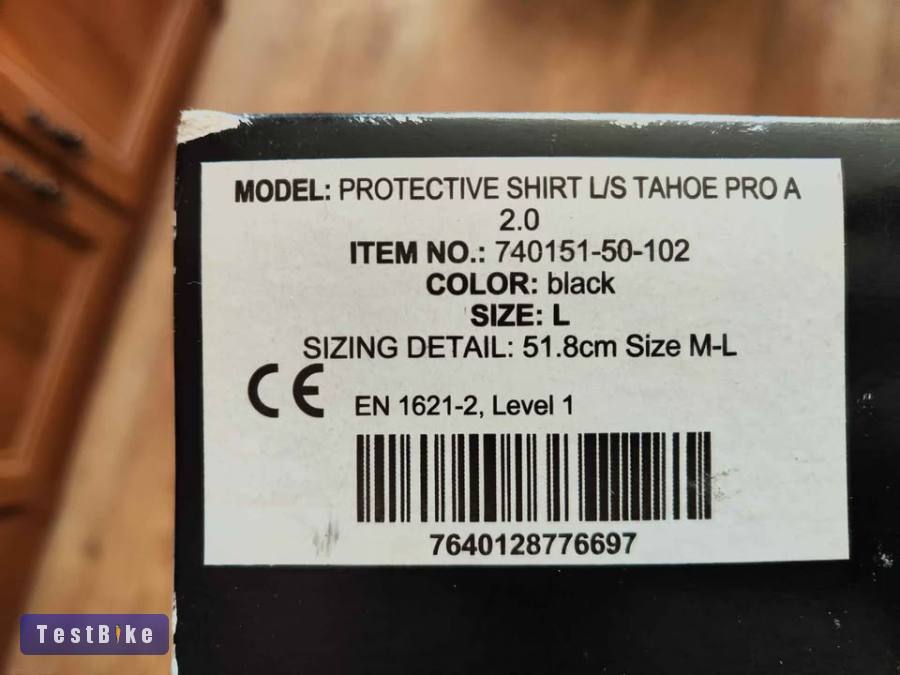 MODEL: PROTECTIVE SHIRT L/S TAHOE PRO A
2.0
ITEM NO.: 740151-50-102
COLOR: black
SIZE: L
SIZING DETAIL: 51.8cm Size M-L
CE EN 1621-2, Level 1
7640128776697
TestBike